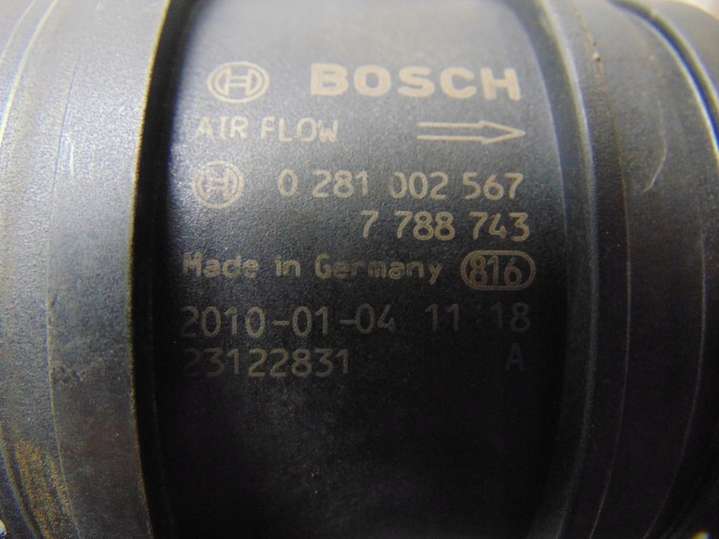 BOSCH
AIR FLOW
0 281 002 567
7 788 743
Made in Germany 816
2010-01-04 11:18
23122831 A